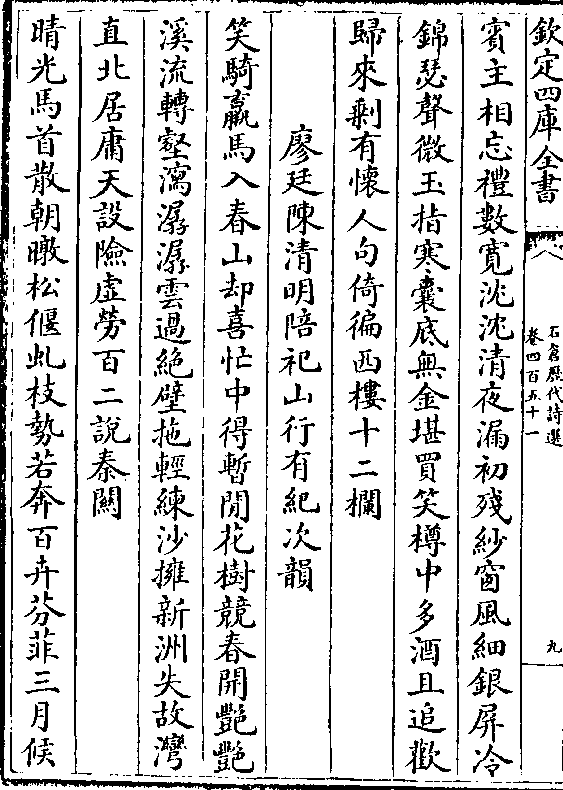 欽定四庫全書
石倉歷代詩選
卷四百五十一
九
賓主相忘禮數寛沈沈清夜漏初殘紗窗風細銀屏冷
錦瑟聲微玉指寒囊底無金堪買笑樽中多酒且追歡
歸來剩有懷人句倚徧西樓十二欄
廖廷陳清明陪祀山行有紀次韻
笑騎羸馬入春山却喜忙中得暫閒花樹競春開艷艷
溪流轉壑瀉潺潺雲過絶壁拖輕練沙擁新洲失故灣
直北居庸天設險虚勞百二說秦關
晴光馬首散朝暾松偃虬枝勢若奔百卉芬菲三月候